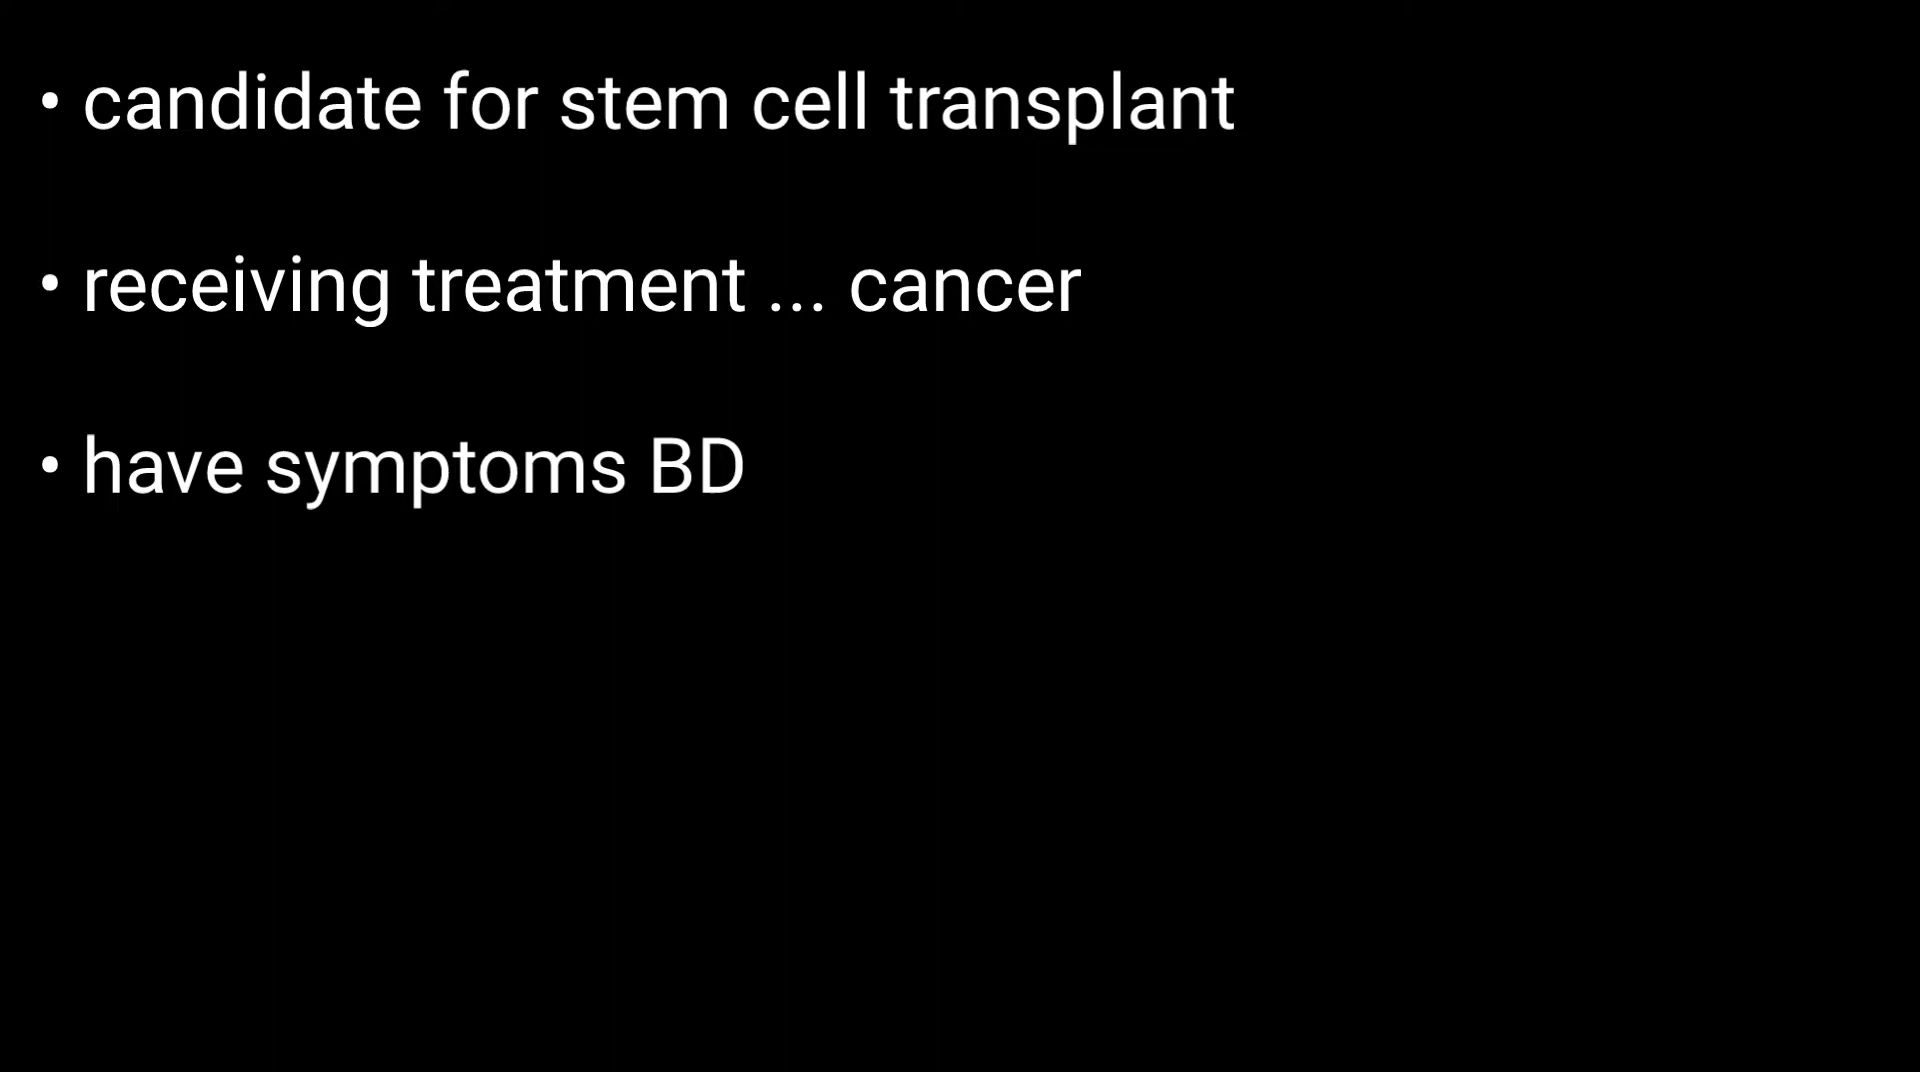 • candidate for stem cell transplant
• receiving treatment ... cancer
• have symptoms BD